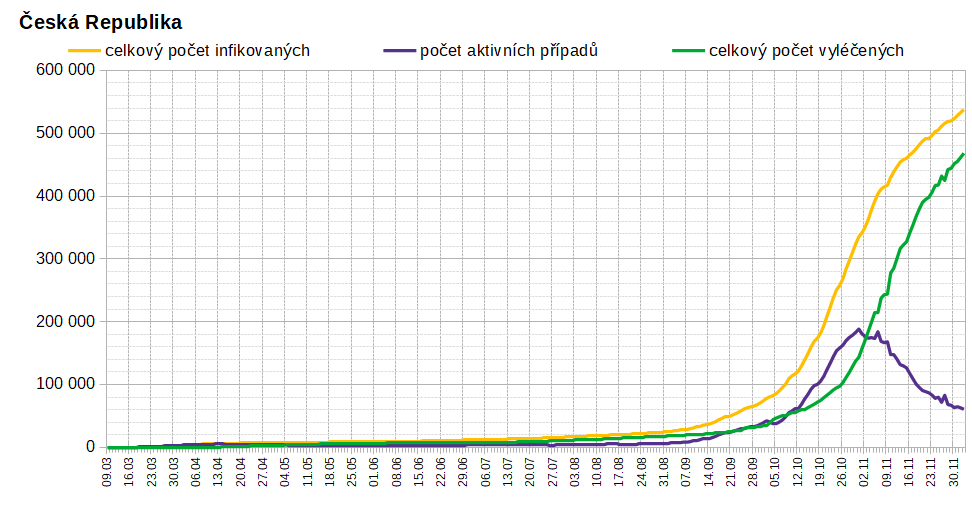 Česká Republika
celkový počet infikovaných počet aktivních případů celkový počet vyléčených
600 000
500 000
400 000
300 000
200 000
100 000
0
09.03 16.03 23.03 30.03 06.04 13.04 20.04 27.04 04.05 11.05 18.05 25.05 01.06 08.06 15.06 22.06 29.06 06.07 13.07 20.07 27.07 03.08 10.08 17.08 24.08 31.08 07.09 14.09 21.09 28.09 05.10 12.10 19.10 26.10 02.11 09.11 16.11 23.11 30.11